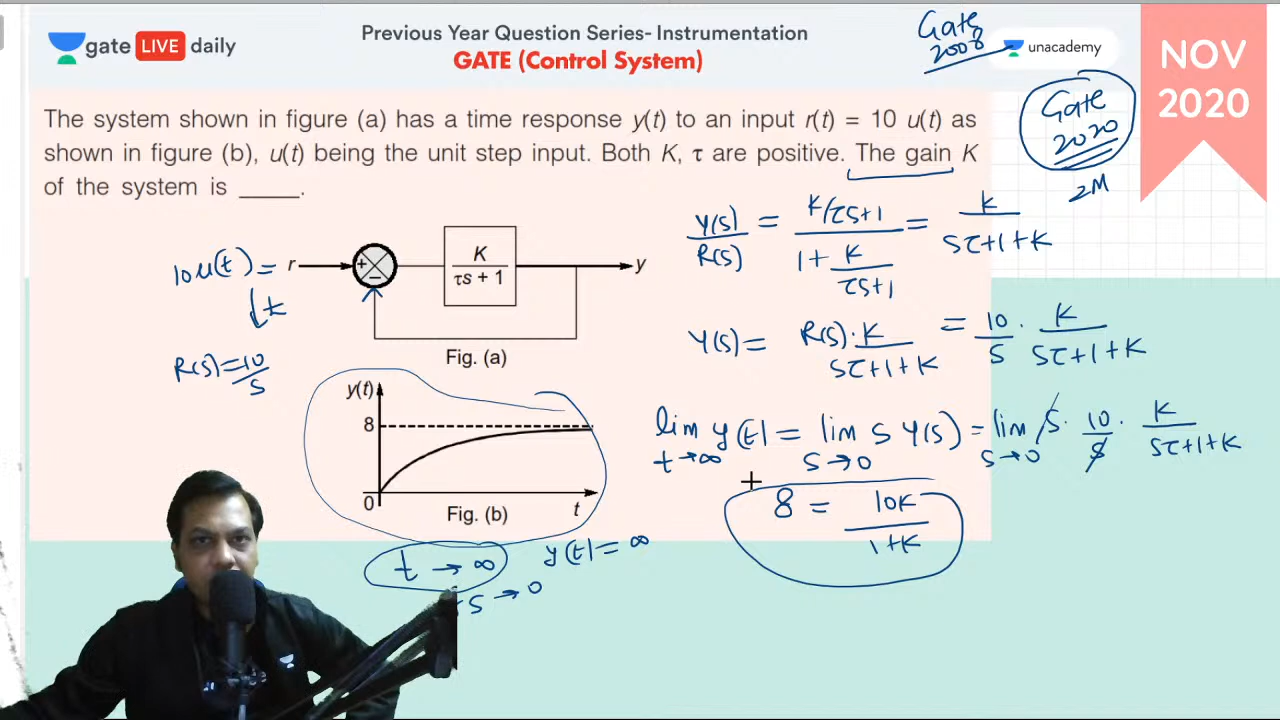 gate LIVE daily
Previous Year Question Series- Instrumentation
GATE (Control System)
Gate
2008
unacademy
NOV
2020
Gate
2020
2M
The system shown in figure (a) has a time response y(t) to an input r(t) = 10 u(t) as
shown in figure (b), u(t) being the unit step input. Both K, τ are positive. The gain K
of the system is _____.
10u(t) = r
+
−
K
τs + 1
y
Fig. (a)
↓t
R(s)=10/s
y(t)
8
0
t
Fig. (b)
t → ∞
y(t) = ∞
s → 0
Y(s)/R(s) = (K/τs+1)/(1 + K/τs+1) = K/(sτ+1+K)
Y(s) = R(s)·K/(sτ+1+K) = 10/s · K/(sτ+1+K)
lim t→∞ y(t) = lim s→0 s Y(s) = lim s→0 s · 10/s · K/(sτ+1+K)
8 = 10K/(1+K)